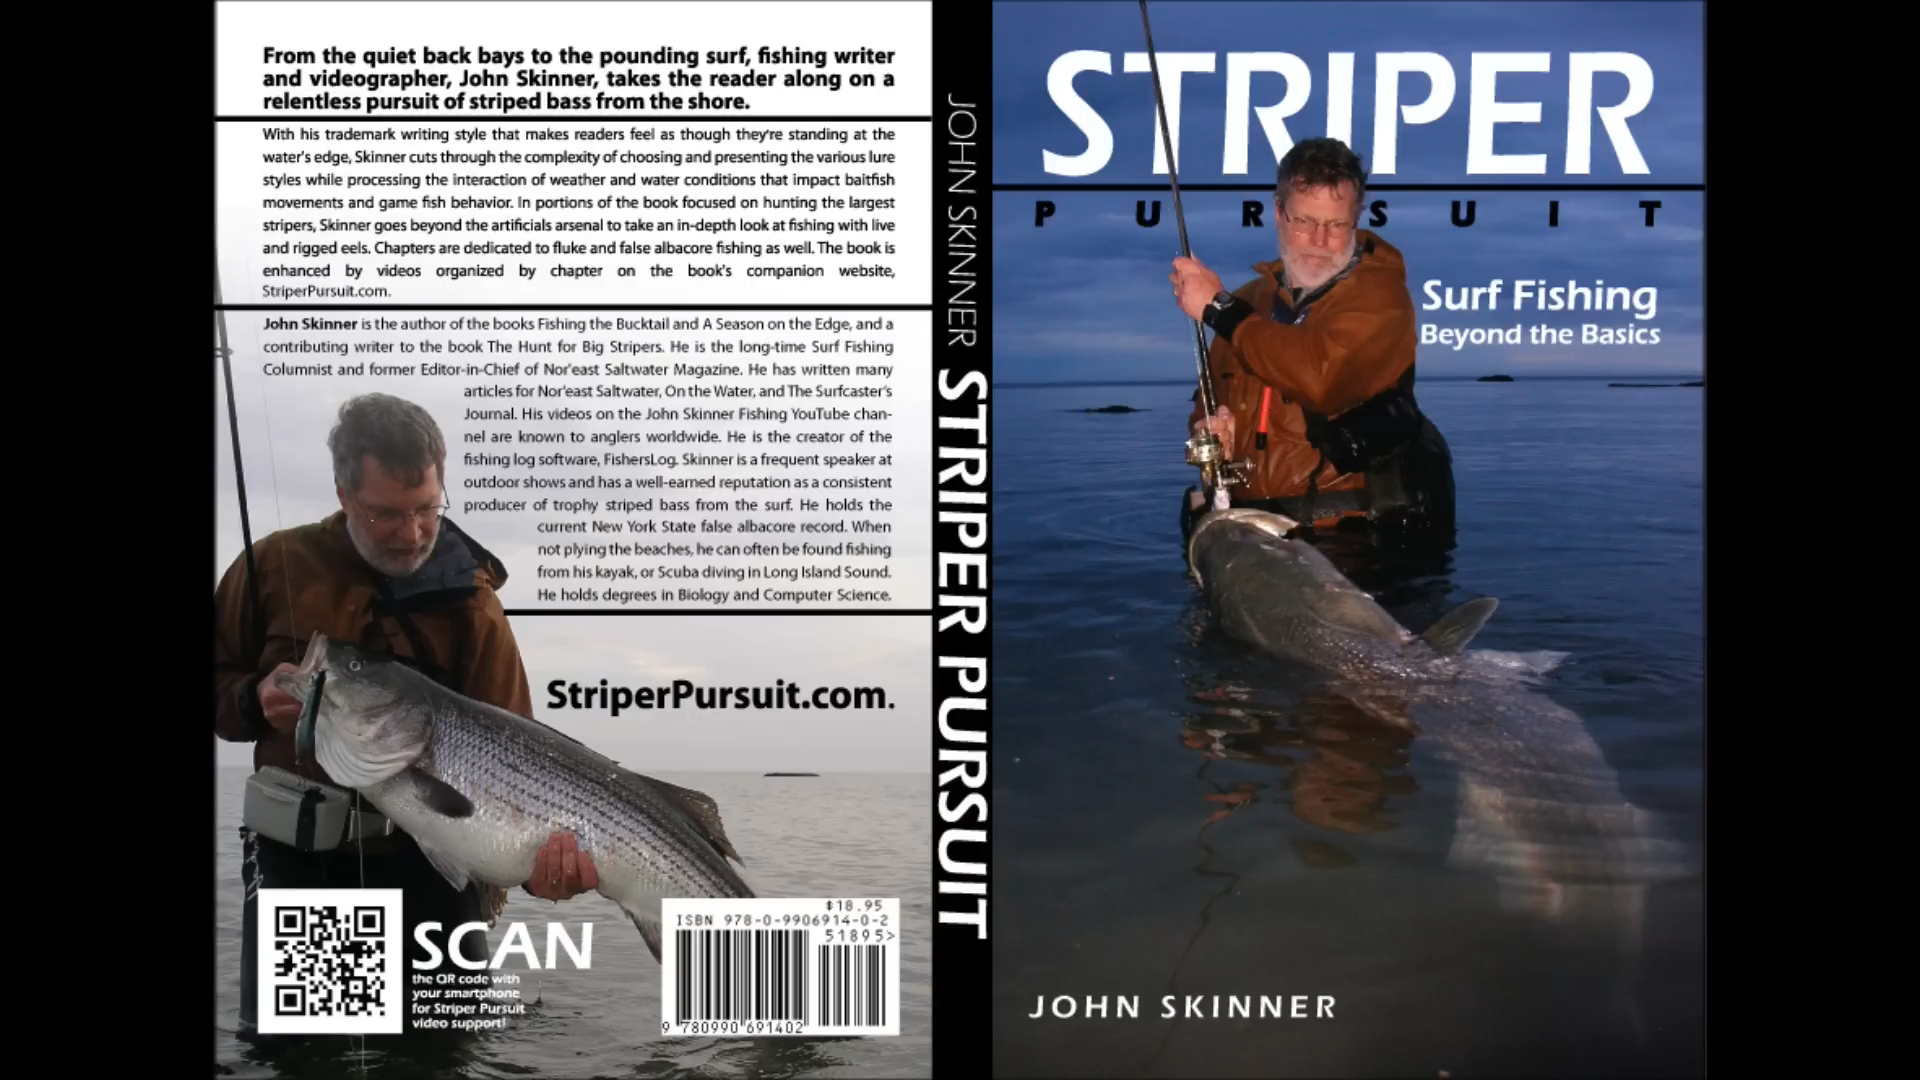 From the quiet back bays to the pounding surf, fishing writer
and videographer, John Skinner, takes the reader along on a
relentless pursuit of striped bass from the shore.
With his trademark writing style that makes readers feel as though they're standing at the
water's edge, Skinner cuts through the complexity of choosing and presenting the various lure
styles while processing the interaction of weather and water conditions that impact baitfish
movements and game fish behavior. In portions of the book focused on hunting the largest
stripers, Skinner goes beyond the artificials arsenal to take an in-depth look at fishing with live
and rigged eels. Chapters are dedicated to fluke and false albacore fishing as well. The book is
enhanced by videos organized by chapter on the book's companion website,
StriperPursuit.com.
John Skinner is the author of the books Fishing the Bucktail and A Season on the Edge, and a
contributing writer to the book The Hunt for Big Stripers. He is the long-time Surf Fishing
Columnist and former Editor-in-Chief of Nor'east Saltwater Magazine. He has written many
articles for Nor'east Saltwater, On the Water, and The Surfcaster's
Journal. His videos on the John Skinner Fishing YouTube chan-
nel are known to anglers worldwide. He is the creator of the
fishing log software, FishersLog. Skinner is a frequent speaker at
outdoor shows and has a well-earned reputation as a consistent
producer of trophy striped bass from the surf. He holds the
current New York State false albacore record. When
not plying the beaches, he can often be found fishing
from his kayak, or Scuba diving in Long Island Sound.
He holds degrees in Biology and Computer Science.
StriperPursuit.com.
SCAN
the QR code with
your smartphone
for Striper Pursuit
video support!
$18.95
ISBN 978-0-9906914-0-2
51895>
9 780990 691402
JOHN SKINNER STRIPER PURSUIT
STRIPER
PURSUIT
Surf Fishing
Beyond the Basics
JOHN SKINNER